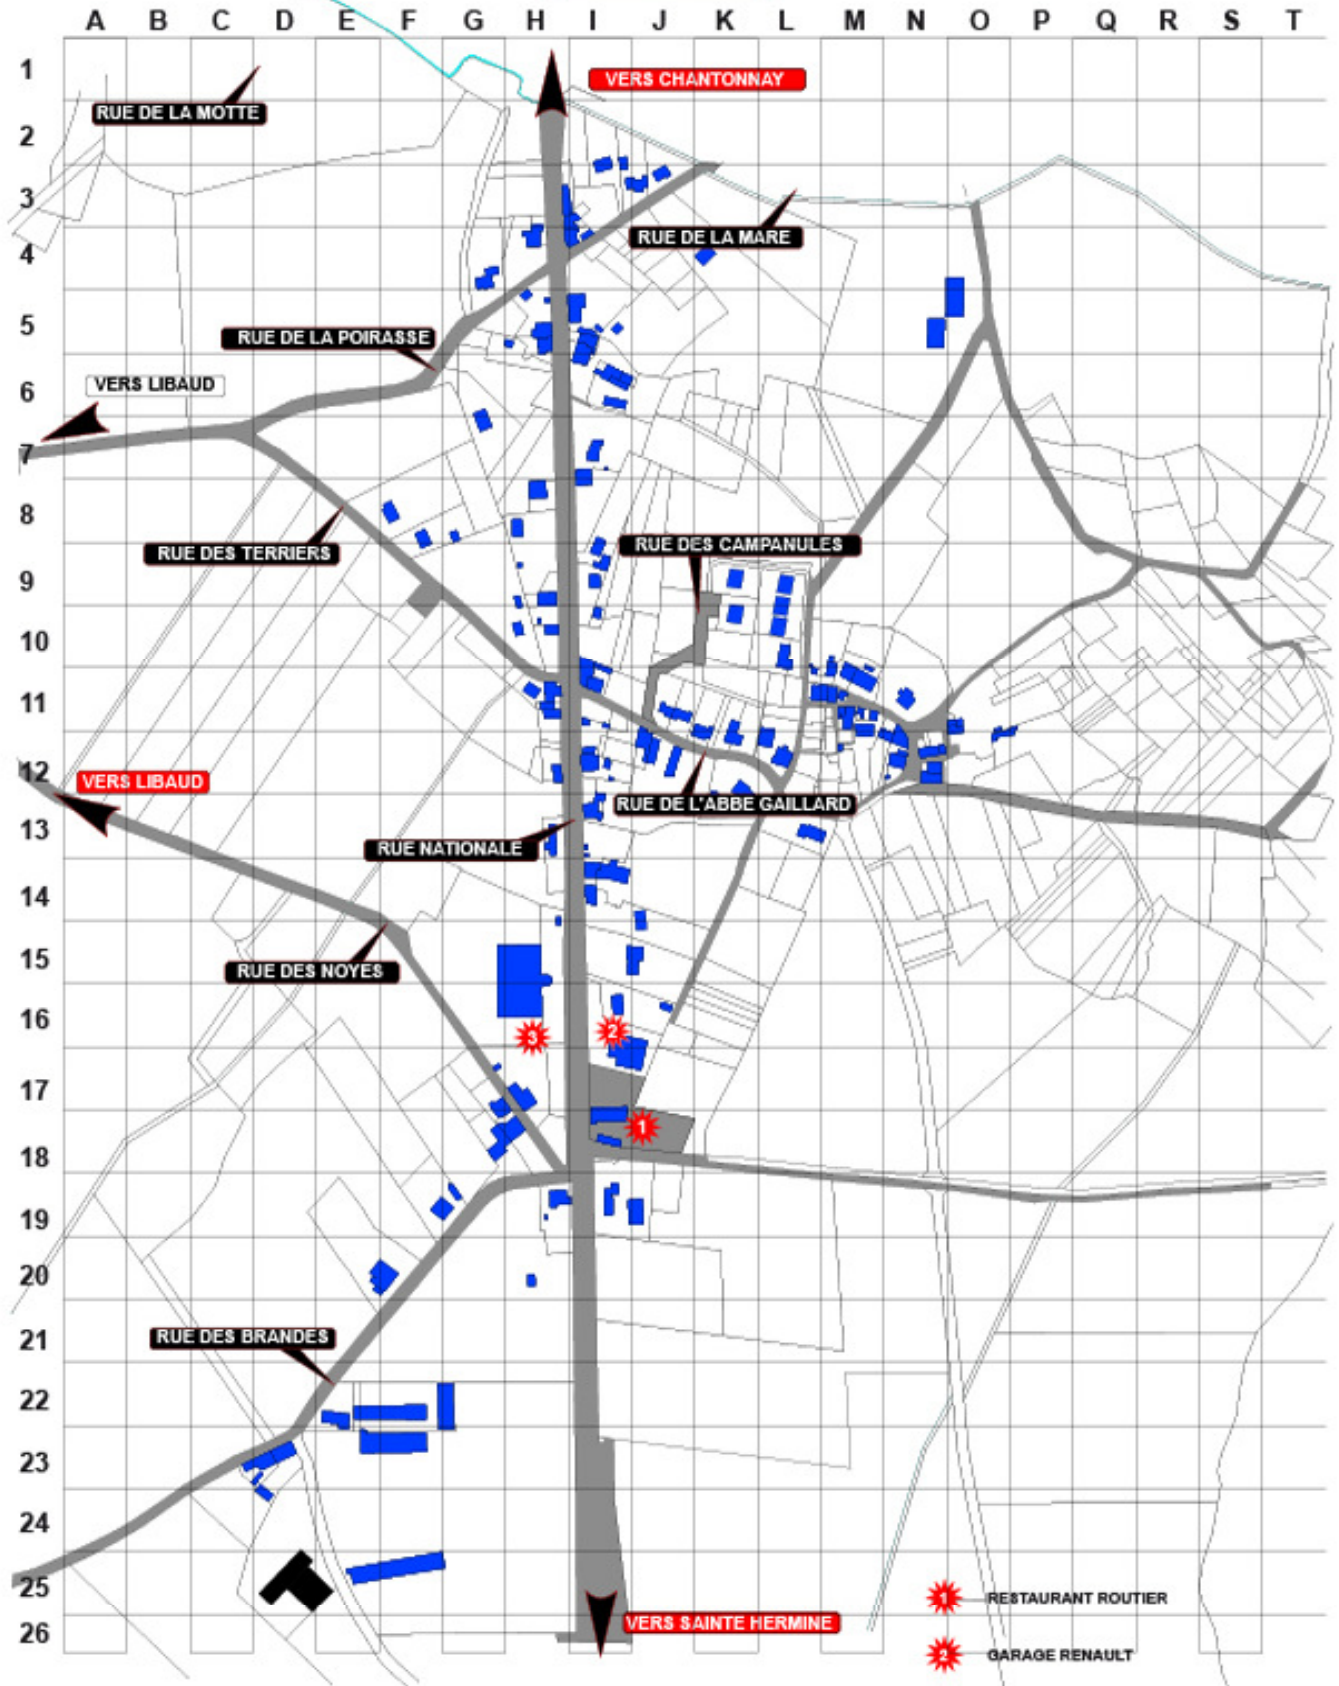 A B C D E F G H I J K L M N O P Q R S T
1
VERS CHANTONNAY
RUE DE LA MOTTE
2
3
RUE DE LA MARE
4
5
RUE DE LA POIRASSE
VERS LIBAUD
6
7
8
RUE DES CAMPANULES
RUE DES TERRIERS
9
10
11
12
VERS LIBAUD
RUE DE L'ABBE GAILLARD
13
RUE NATIONALE
14
15
RUE DES NOYES
16
2
3
17
1
18
19
20
21
RUE DES BRANDES
22
23
24
25
1 RESTAURANT ROUTIER
VERS SAINTE HERMINE
26
2 GARAGE RENAULT